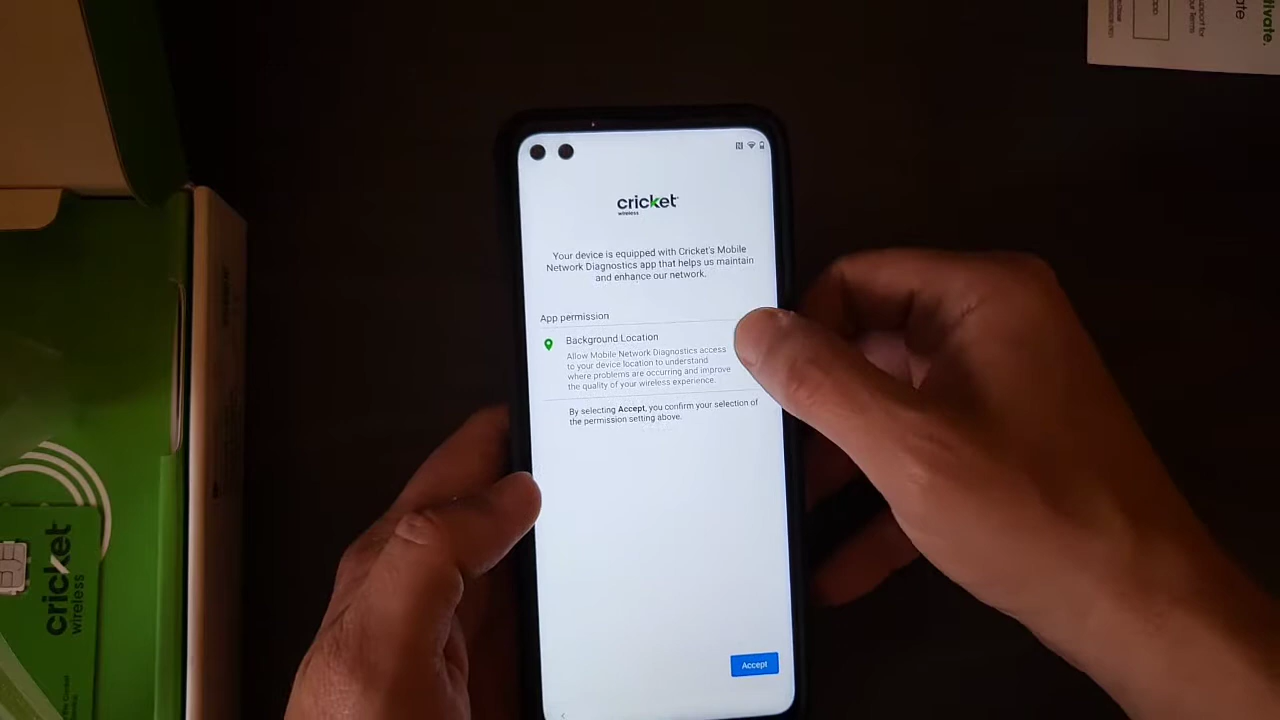 cricket
wireless
Your device is equipped with Cricket's Mobile
Network Diagnostics app that helps us maintain
and enhance our network.
App permission
Background Location
Allow Mobile Network Diagnostics access
to your device location to understand
where problems are occurring and improve
the quality of your wireless experience.
By selecting Accept, you confirm your selection of
the permission setting above.
Accept
cricket
wireless